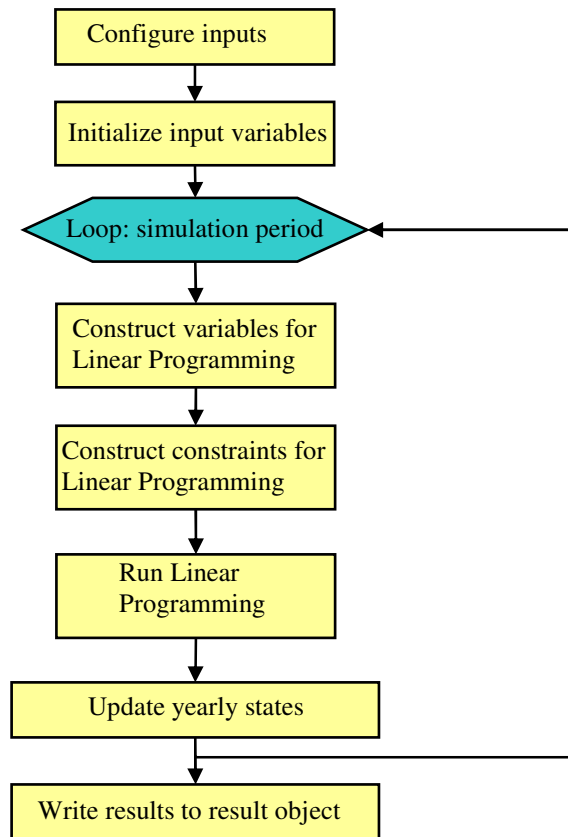 Configure inputs
Initialize input variables
Loop: simulation period
Construct variables for
Linear Programming
Construct constraints for
Linear Programming
Run Linear
Programming
Update yearly states
Write results to result object